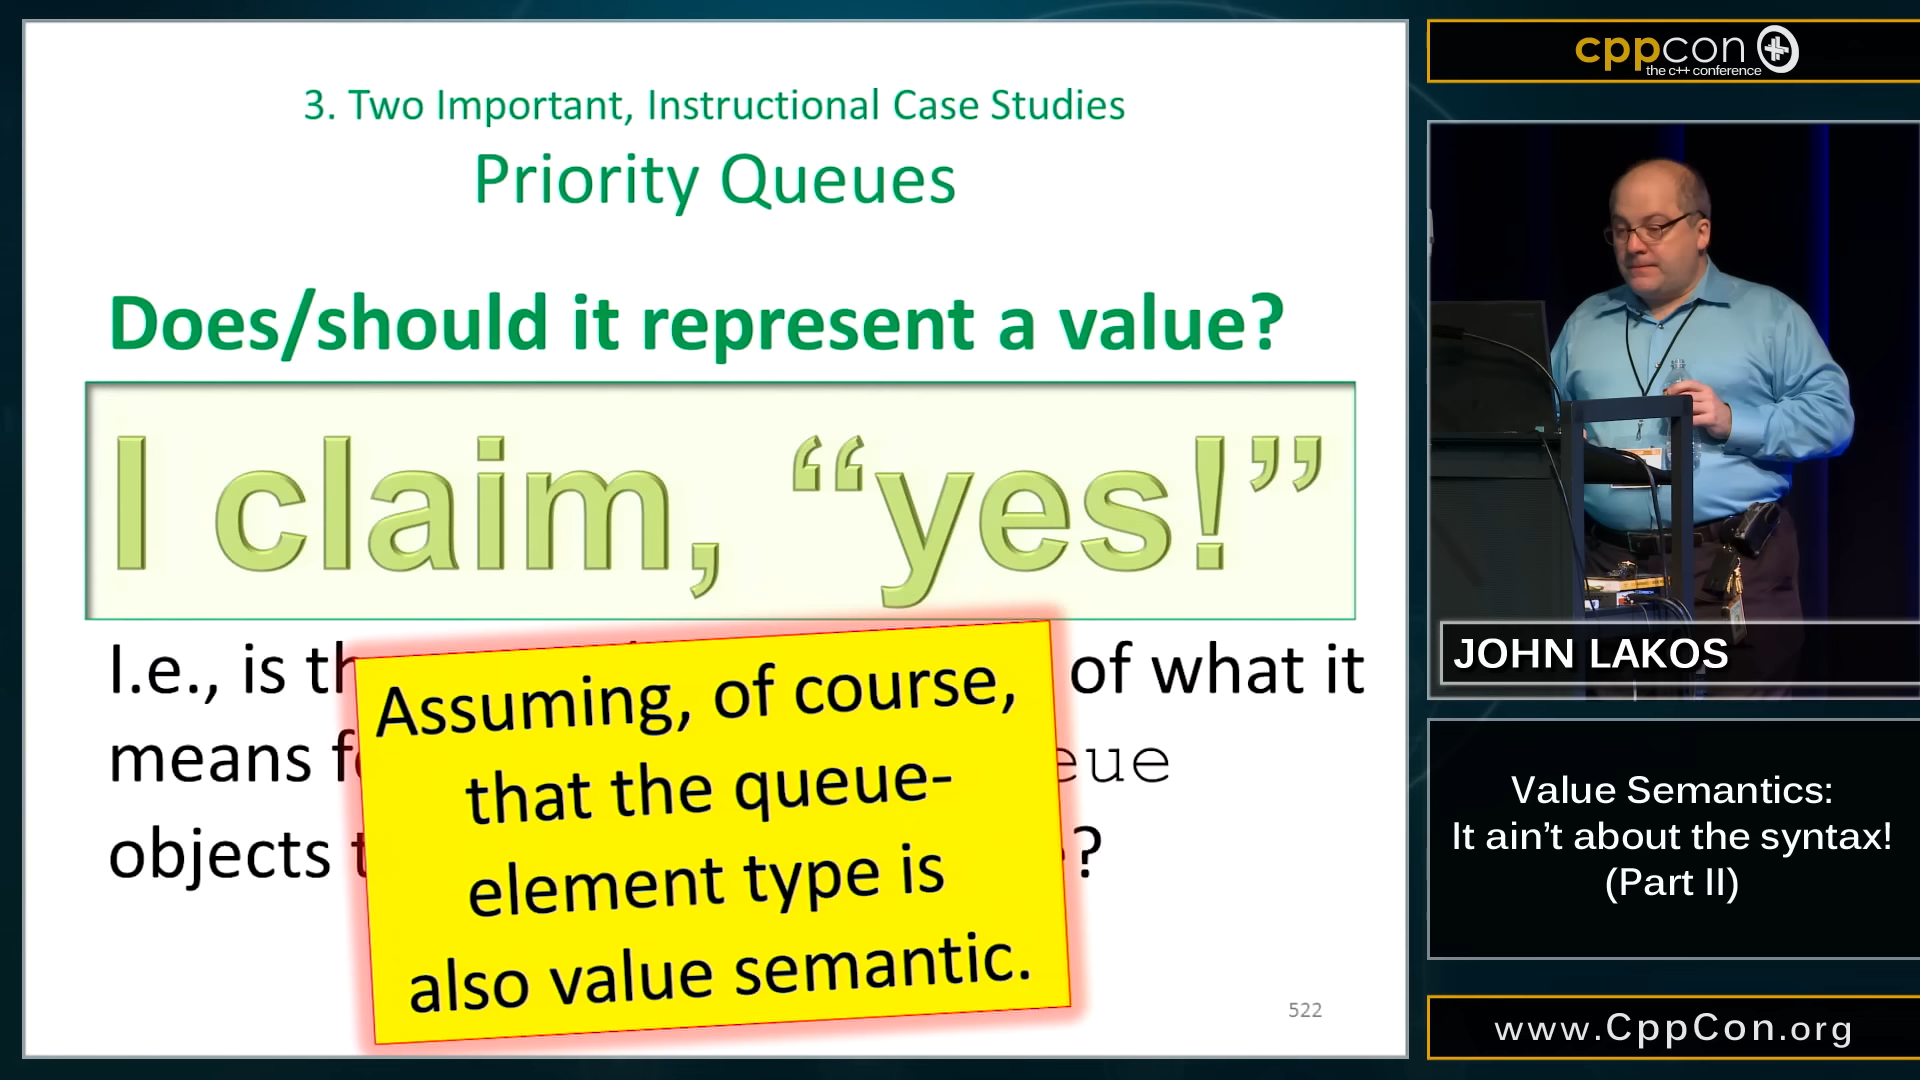 3. Two Important, Instructional Case Studies
Priority Queues
Does/should it represent a value?
I claim, “yes!”
I.e., is of what it
means
objects ?
Assuming, of course,
that the queue-
element type is
also value semantic.
522
cppcon
the c++ conference
JOHN LAKOS
Value Semantics:
It ain’t about the syntax!
(Part II)
www.CppCon.org